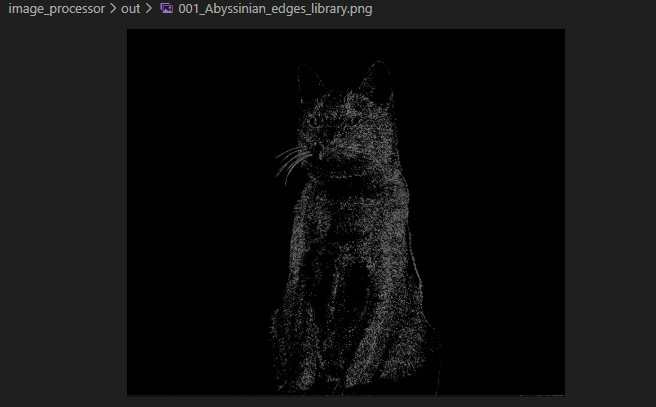 image_processor > out > 001_Abyssinian_edges_library.png